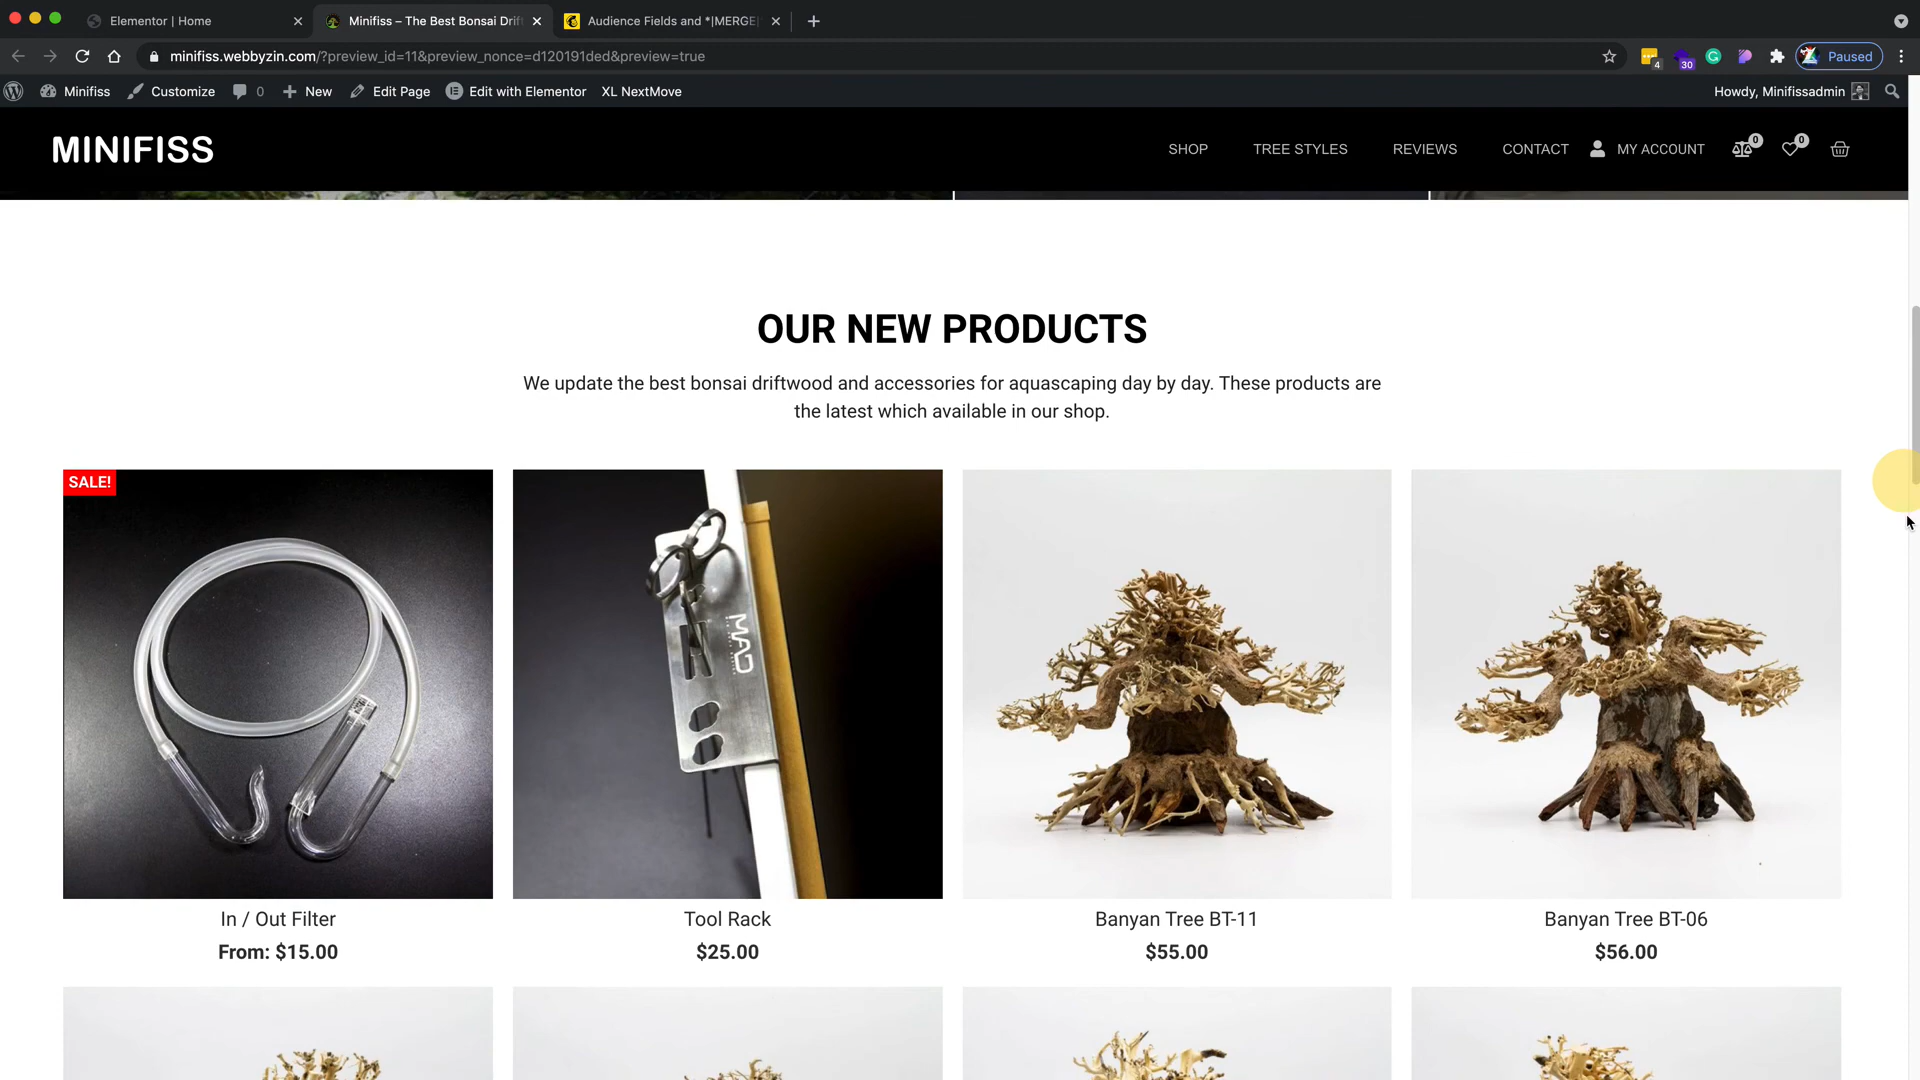 Elementor | Home
Minifiss – The Best Bonsai Drif
Audience Fields and *|MERGE|
minifiss.webbyzin.com/?preview_id=11&preview_nonce=d120191ded&preview=true
4
30
Paused
Minifiss
Customize
0
New
Edit Page
Edit with Elementor
XL NextMove
Howdy, Minifissadmin
MINIFISS
SHOP
TREE STYLES
REVIEWS
CONTACT
MY ACCOUNT
0
0
OUR NEW PRODUCTS
We update the best bonsai driftwood and accessories for aquascaping day by day. These products are
the latest which available in our shop.
SALE!
MAD
In / Out Filter
From: $15.00
Tool Rack
$25.00
Banyan Tree BT-11
$55.00
Banyan Tree BT-06
$56.00